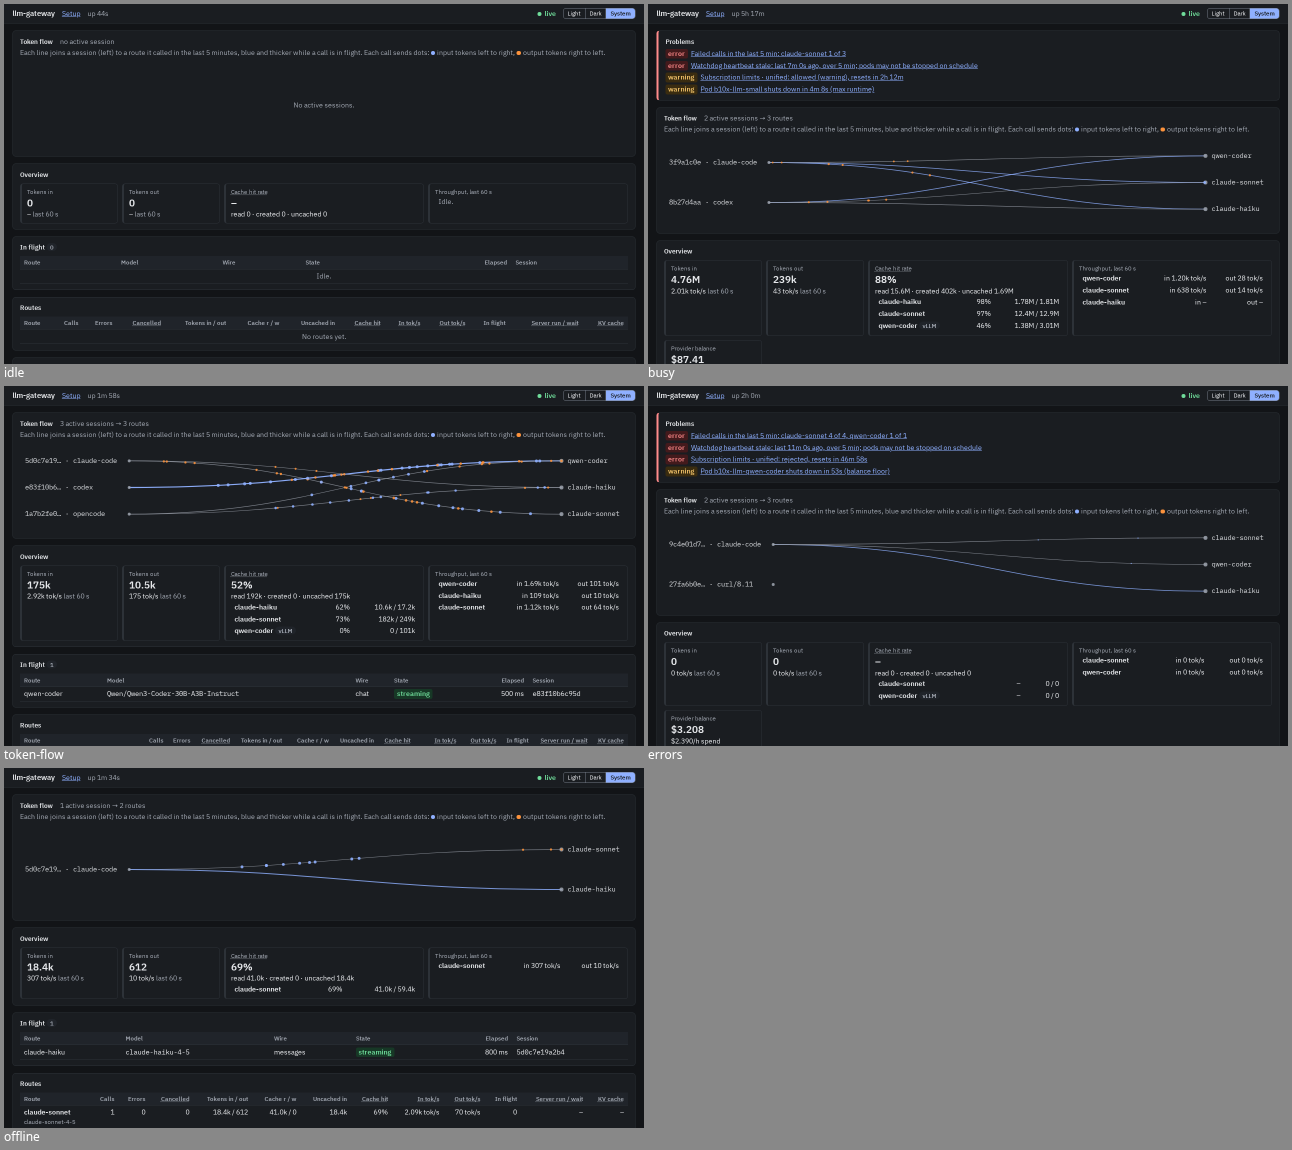 llm-gateway Setup up 44s live Light Dark System
Token flow no active session
Each line joins a session (left) to a route it called in the last 5 minutes, blue and thicker while a call is in flight. Each call sends dots: input tokens left to right, output tokens right to left.
No active sessions.
Overview
Tokens in
0
– last 60 s
Tokens out
0
– last 60 s
Cache hit rate
–
read 0 · created 0 · uncached 0
Throughput, last 60 s
Idle.
In flight 0
Route Model Wire State Elapsed Session
Idle.
Routes
Route Calls Errors Cancelled Tokens in / out Cache r / w Uncached in Cache hit In tok/s Out tok/s In flight Server run / wait KV cache
No routes yet.
idle
llm-gateway Setup up 5h 17m live Light Dark System
Problems
error Failed calls in the last 5 min: claude-sonnet 1 of 3
error Watchdog heartbeat stale: last 7m 0s ago, over 5 min; pods may not be stopped on schedule
warning Subscription limits · unified: allowed (warning), resets in 2h 12m
warning Pod b10x-llm-small shuts down in 4m 8s (max runtime)
Token flow 2 active sessions → 3 routes
Each line joins a session (left) to a route it called in the last 5 minutes, blue and thicker while a call is in flight. Each call sends dots: input tokens left to right, output tokens right to left.
3f9a1c0e · claude-code
8b27d4aa · codex
qwen-coder
claude-sonnet
claude-haiku
Overview
Tokens in
4.76M
2.01k tok/s last 60 s
Tokens out
239k
43 tok/s last 60 s
Cache hit rate
88%
read 15.6M · created 402k · uncached 1.69M
claude-haiku 98% 1.78M / 1.81M
claude-sonnet 97% 12.4M / 12.9M
qwen-coder vLLM 46% 1.38M / 3.01M
Throughput, last 60 s
qwen-coder in 1.20k tok/s out 28 tok/s
claude-sonnet in 638 tok/s out 14 tok/s
claude-haiku in – out –
Provider balance
$87.41
busy
llm-gateway Setup up 1m 58s live Light Dark System
Token flow 3 active sessions → 3 routes
Each line joins a session (left) to a route it called in the last 5 minutes, blue and thicker while a call is in flight. Each call sends dots: input tokens left to right, output tokens right to left.
5d0c7e19… · claude-code
e83f10b6… · codex
1a7b2fe0… · opencode
qwen-coder
claude-haiku
claude-sonnet
Overview
Tokens in
175k
2.92k tok/s last 60 s
Tokens out
10.5k
175 tok/s last 60 s
Cache hit rate
52%
read 192k · created 0 · uncached 175k
claude-haiku 62% 10.6k / 17.2k
claude-sonnet 73% 182k / 249k
qwen-coder vLLM 0% 0 / 101k
Throughput, last 60 s
qwen-coder in 1.69k tok/s out 101 tok/s
claude-haiku in 109 tok/s out 10 tok/s
claude-sonnet in 1.12k tok/s out 64 tok/s
In flight 1
Route Model Wire State Elapsed Session
qwen-coder Qwen/Qwen3-Coder-30B-A3B-Instruct chat streaming 500 ms e83f10b6c95d
Routes
Route Calls Errors Cancelled Tokens in / out Cache r / w Uncached in Cache hit In tok/s Out tok/s In flight Server run / wait KV cache
token-flow
llm-gateway Setup up 2h 0m live Light Dark System
Problems
error Failed calls in the last 5 min: claude-sonnet 4 of 4, qwen-coder 1 of 1
error Watchdog heartbeat stale: last 11m 0s ago, over 5 min; pods may not be stopped on schedule
error Subscription limits · unified: rejected, resets in 46m 58s
warning Pod b10x-llm-qwen-coder shuts down in 53s (balance floor)
Token flow 2 active sessions → 3 routes
Each line joins a session (left) to a route it called in the last 5 minutes, blue and thicker while a call is in flight. Each call sends dots: input tokens left to right, output tokens right to left.
9c4e01d7… · claude-code
27fa6b0e… · curl/8.11
claude-sonnet
qwen-coder
claude-haiku
Overview
Tokens in
0
0 tok/s last 60 s
Tokens out
0
0 tok/s last 60 s
Cache hit rate
–
read 0 · created 0 · uncached 0
claude-sonnet – 0 / 0
qwen-coder vLLM – 0 / 0
Throughput, last 60 s
claude-sonnet in 0 tok/s out 0 tok/s
qwen-coder in 0 tok/s out 0 tok/s
Provider balance
$3.208
$2.390/h spend
errors
llm-gateway Setup up 1m 34s live Light Dark System
Token flow 1 active session → 2 routes
Each line joins a session (left) to a route it called in the last 5 minutes, blue and thicker while a call is in flight. Each call sends dots: input tokens left to right, output tokens right to left.
5d0c7e19… · claude-code
claude-sonnet
claude-haiku
Overview
Tokens in
18.4k
307 tok/s last 60 s
Tokens out
612
10 tok/s last 60 s
Cache hit rate
69%
read 41.0k · created 0 · uncached 18.4k
claude-sonnet 69% 41.0k / 59.4k
Throughput, last 60 s
claude-sonnet in 307 tok/s out 10 tok/s
In flight 1
Route Model Wire State Elapsed Session
claude-haiku claude-haiku-4-5 messages streaming 800 ms 5d0c7e19a2b4
Routes
Route Calls Errors Cancelled Tokens in / out Cache r / w Uncached in Cache hit In tok/s Out tok/s In flight Server run / wait KV cache
claude-sonnet 1 0 0 18.4k / 612 41.0k / 0 18.4k 69% 2.09k tok/s 70 tok/s 0 – –
claude-sonnet-4-5
offline